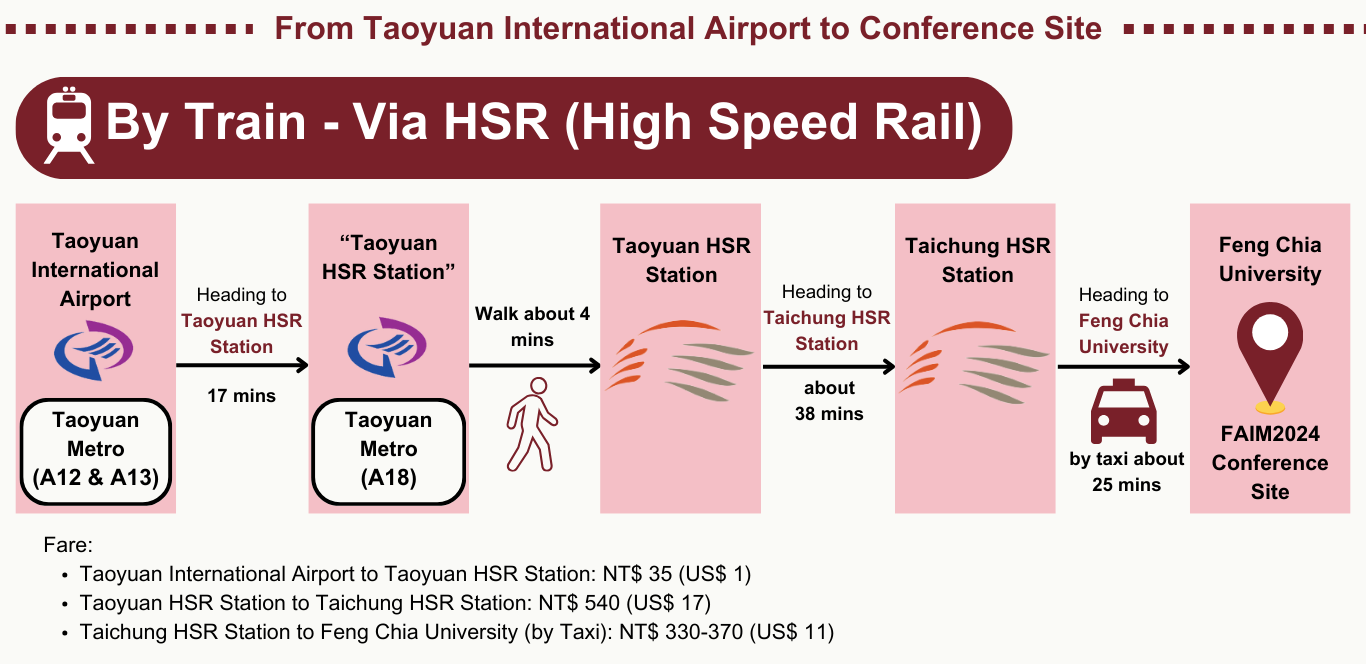 From Taoyuan International Airport to Conference Site
By Train - Via HSR (High Speed Rail)
Taoyuan
International
Airport
Taoyuan
Metro
(A12 & A13)
Heading to
Taoyuan HSR
Station
17 mins
“Taoyuan
HSR Station”
Taoyuan
Metro
(A18)
Walk about 4
mins
Taoyuan HSR
Station
Heading to
Taichung HSR
Station
about
38 mins
Taichung HSR
Station
Heading to
Feng Chia
University
by taxi about
25 mins
Feng Chia
University
FAIM2024
Conference
Site
Fare:
• Taoyuan International Airport to Taoyuan HSR Station: NT$ 35 (US$ 1)
• Taoyuan HSR Station to Taichung HSR Station: NT$ 540 (US$ 17)
• Taichung HSR Station to Feng Chia University (by Taxi): NT$ 330-370 (US$ 11)